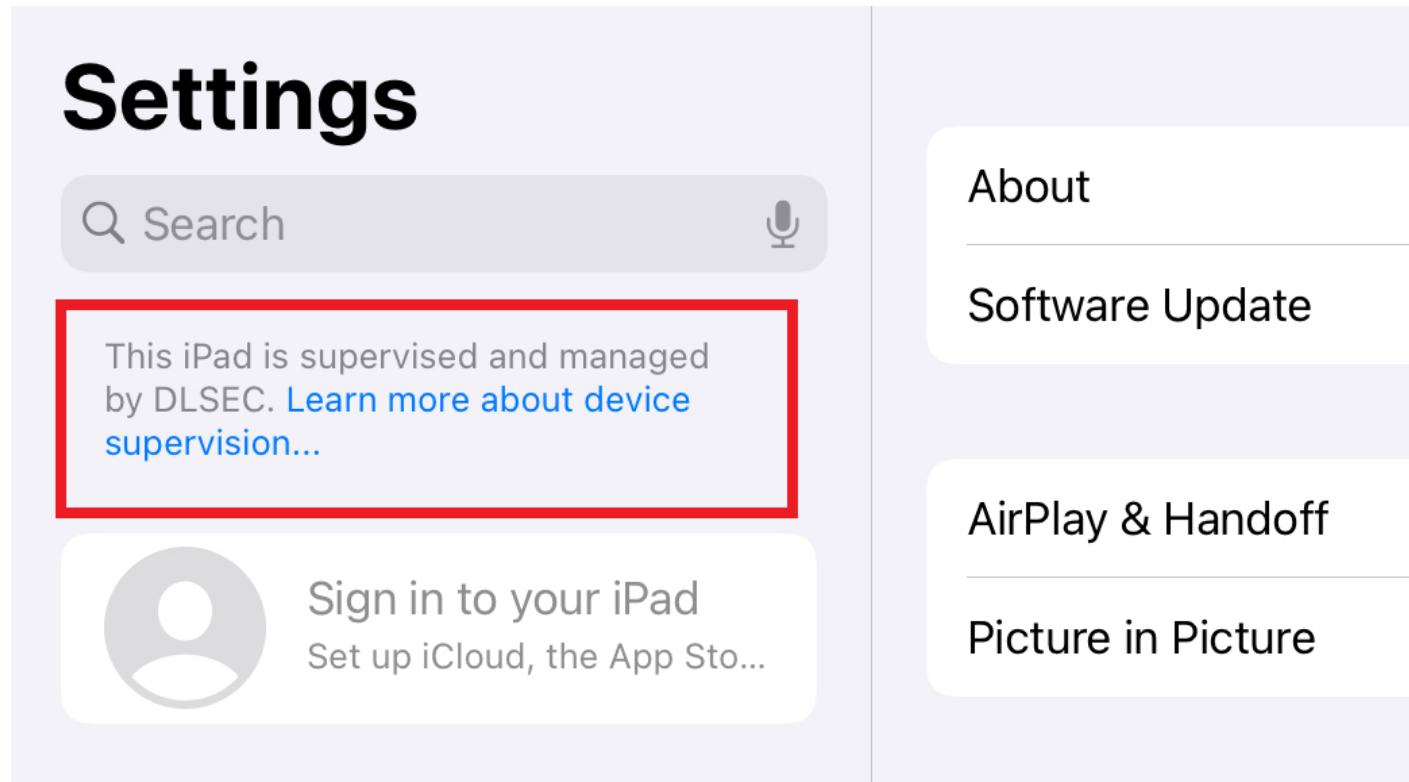 Settings
Search
This iPad is supervised and managed
by DLSEC. Learn more about device
supervision...
Sign in to your iPad
Set up iCloud, the App Sto...
About
Software Update
AirPlay & Handoff
Picture in Picture